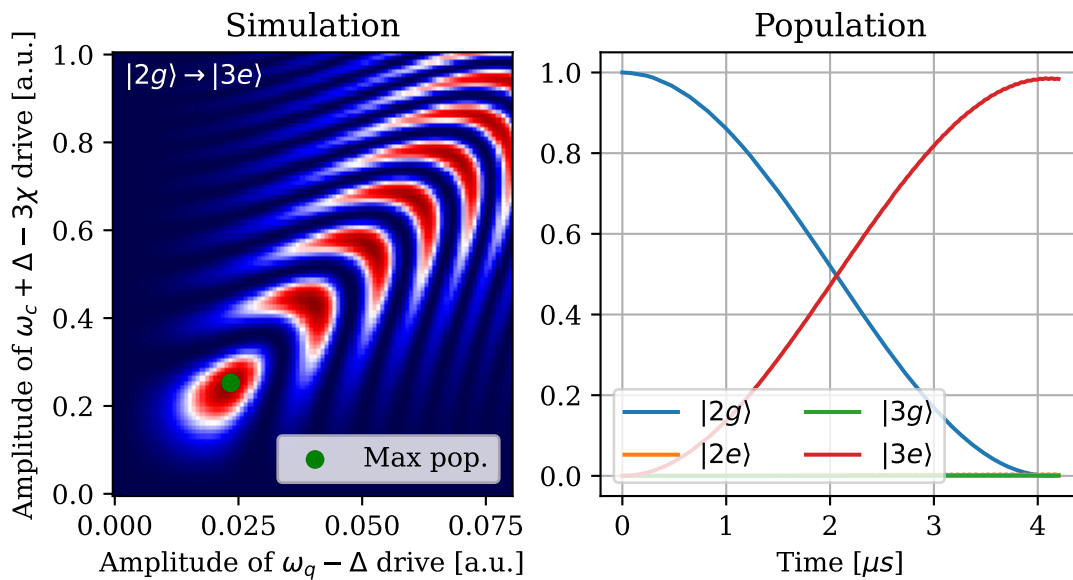 Simulation
|2g⟩ → |3e⟩
Amplitude of ω_c + Δ − 3χ drive [a.u.]
1.0
0.8
0.6
0.4
0.2
0.0
Max pop.
0.000 0.025 0.050 0.075
Amplitude of ω_q − Δ drive [a.u.]
Population
1.0
0.8
0.6
0.4
0.2
0.0
|2g⟩ |3g⟩
|2e⟩ |3e⟩
0 1 2 3 4
Time [μs]